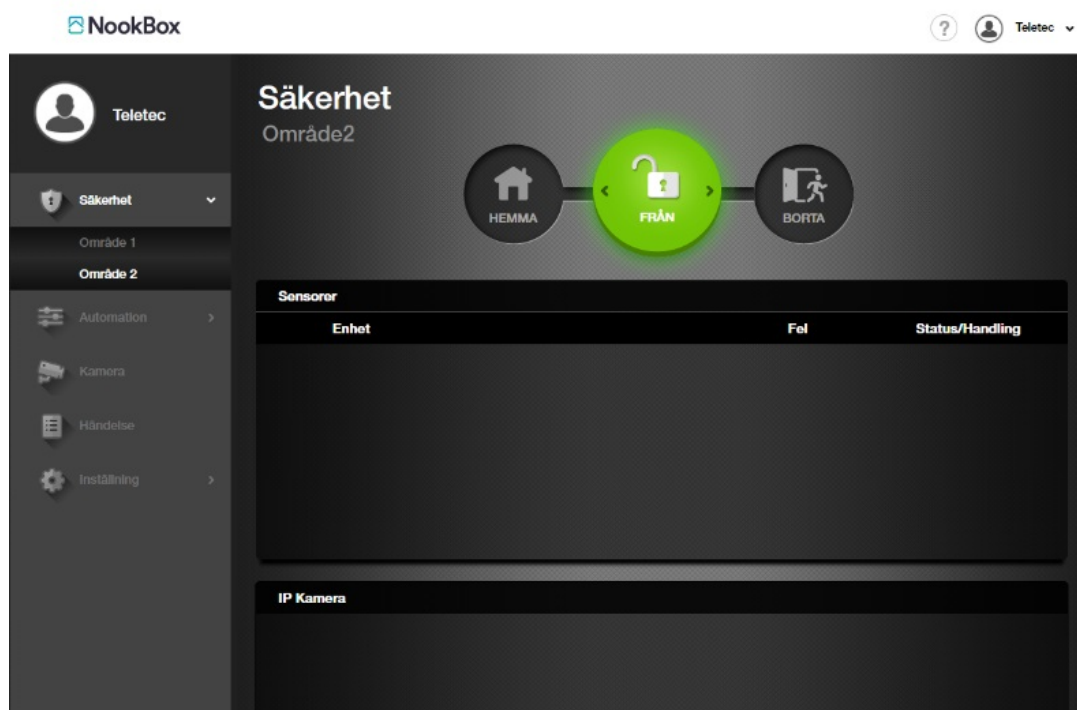 NookBox
? Teletec
Teletec
Säkerhet
Område 1
Område 2
Automation
Kamera
Händelse
Inställning
Säkerhet
Område2
HEMMA
FRÅN
BORTA
Sensorer
Enhet Fel Status/Handling
IP Kamera